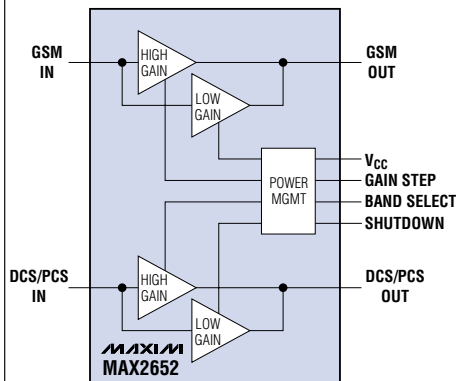 GSM
IN
HIGH
GAIN
GSM
OUT
LOW
GAIN
POWER
MGMT
VCC
GAIN STEP
BAND SELECT
SHUTDOWN
DCS/PCS
IN
HIGH
GAIN
DCS/PCS
OUT
LOW
GAIN
MAXIM
MAX2652